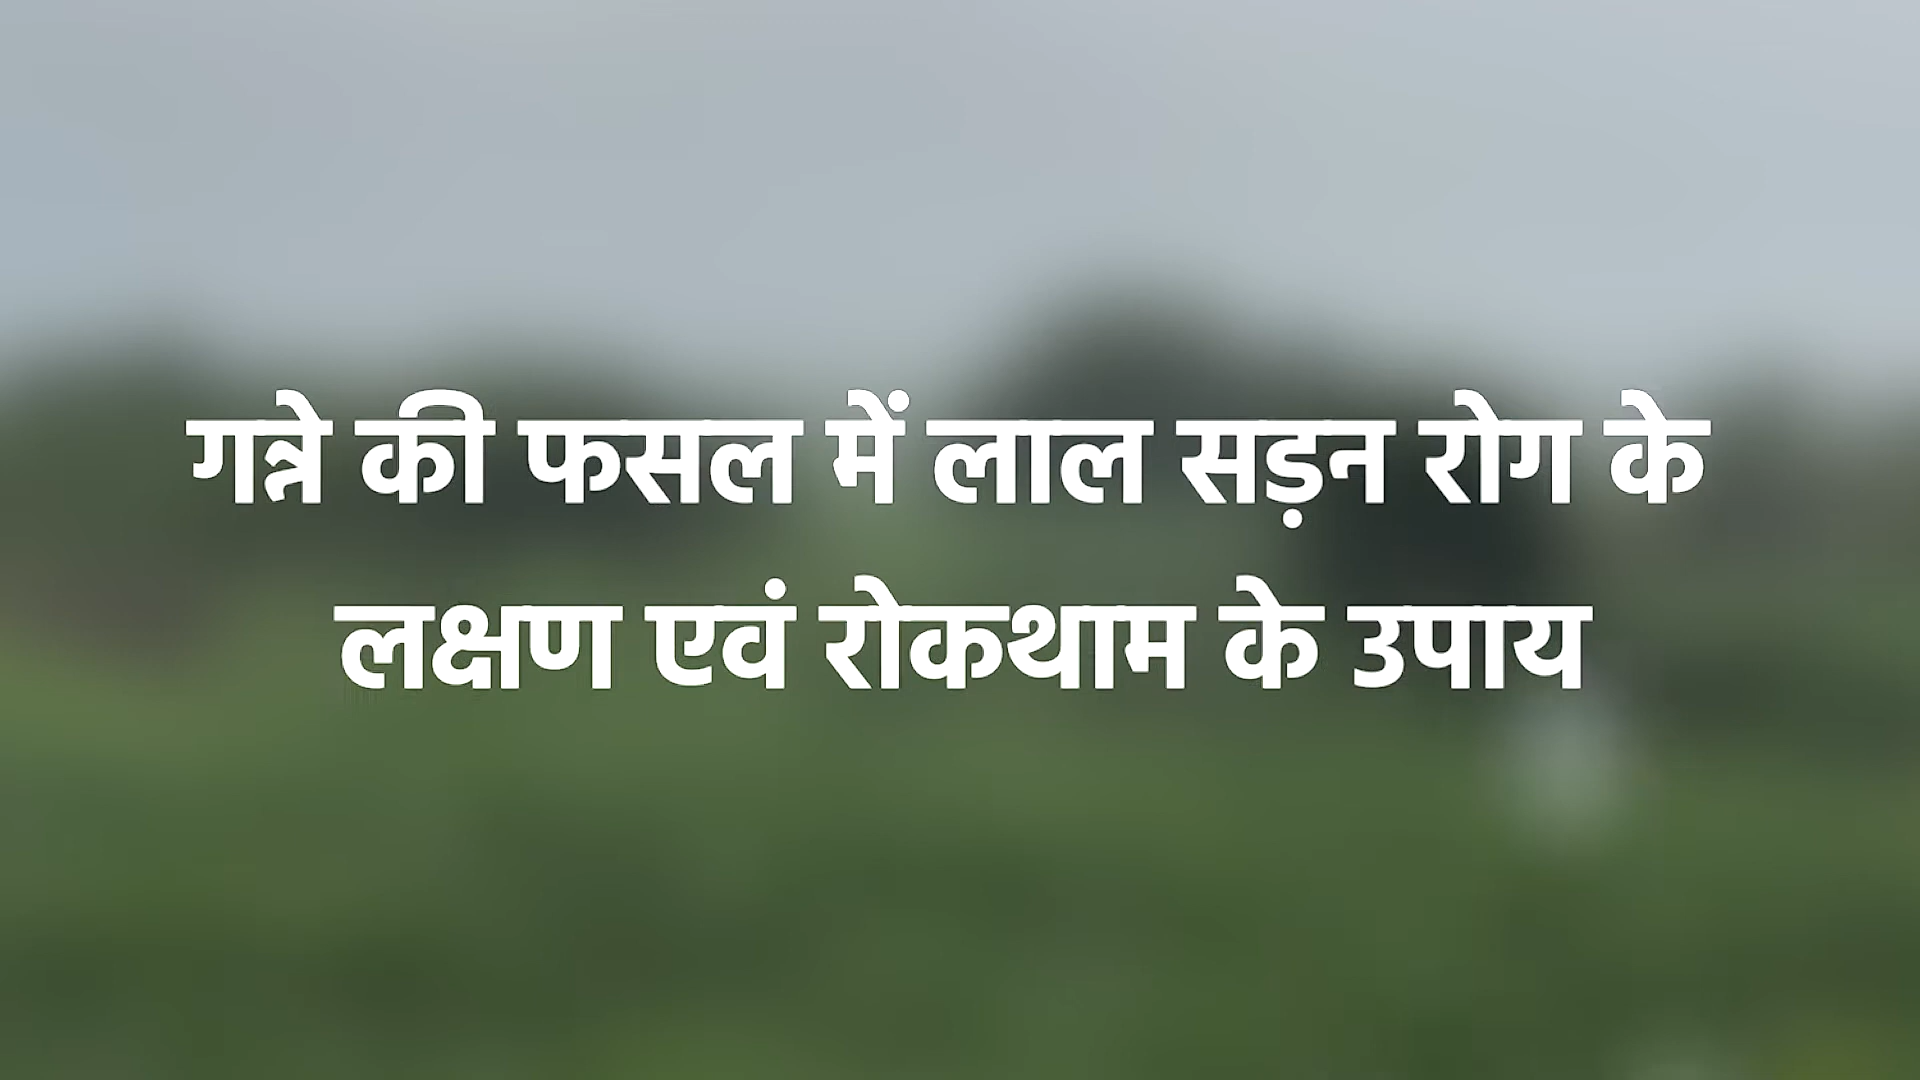 गन्ने की फसल में लाल सड़न रोग के
लक्षण एवं रोकथाम के उपाय